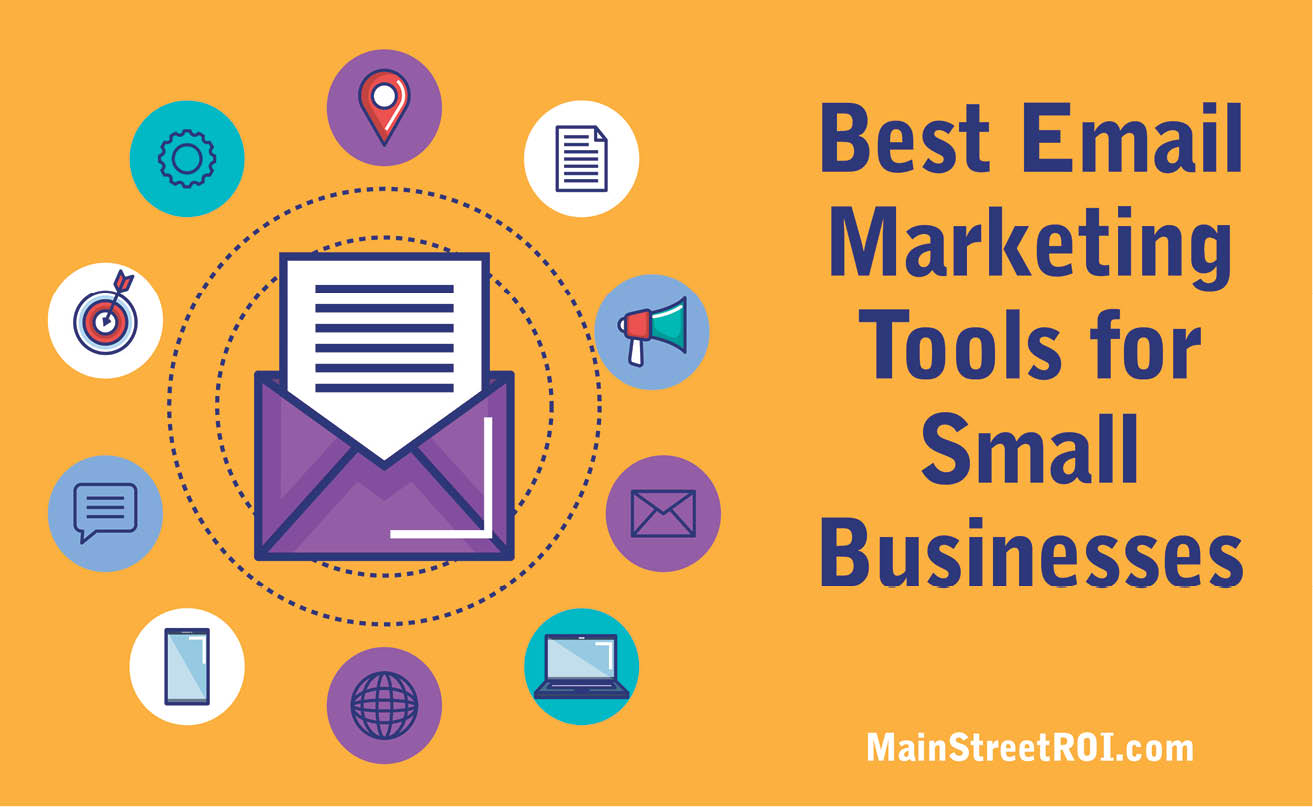 Best Email
Marketing
Tools for
Small
Businesses
MainStreetROI.com